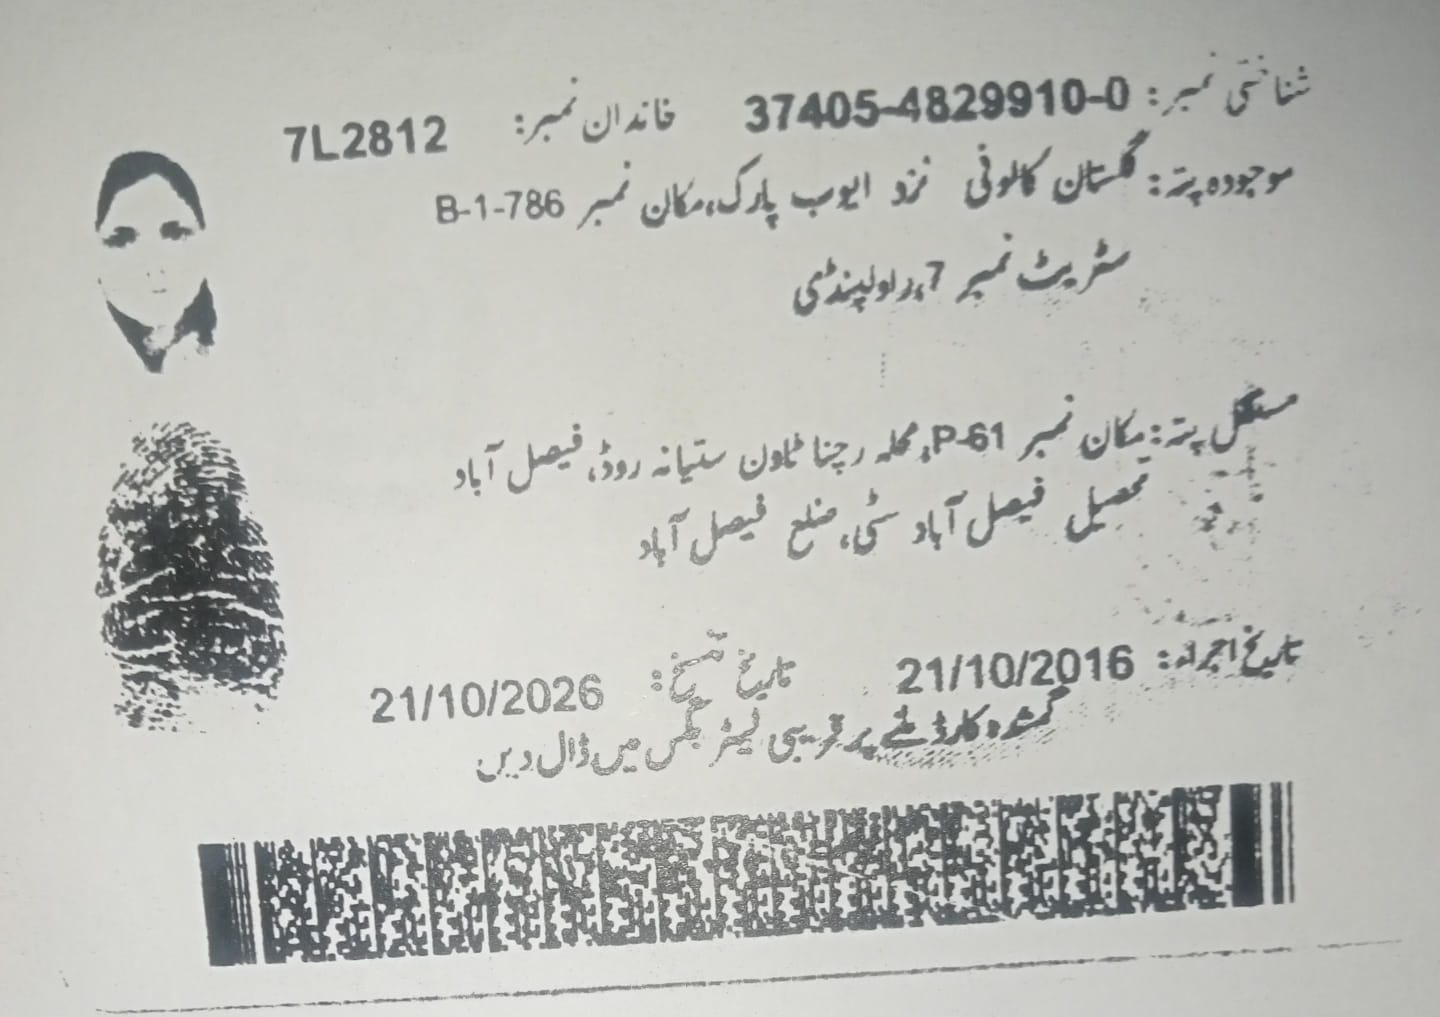 شناختی نمبر: 37405-4829910-0 خاندان نمبر: 7L2812
موجودہ پتہ: گلستان کالونی نزد ایوب پارک، مکان نمبر B-1-786
سٹریٹ نمبر 7، راولپنڈی
مستقل پتہ: مکان نمبر P-61، محلہ رچنا ٹاون ستیانہ روڈ، فیصل آباد
تحصیل فیصل آباد سٹی، ضلع فیصل آباد
تاریخ اجراء: 21/10/2016 تاریخ تنسیخ: 21/10/2026
گمشدہ کارڈ ملنے پر قریبی لیٹر بکس میں ڈال دیں